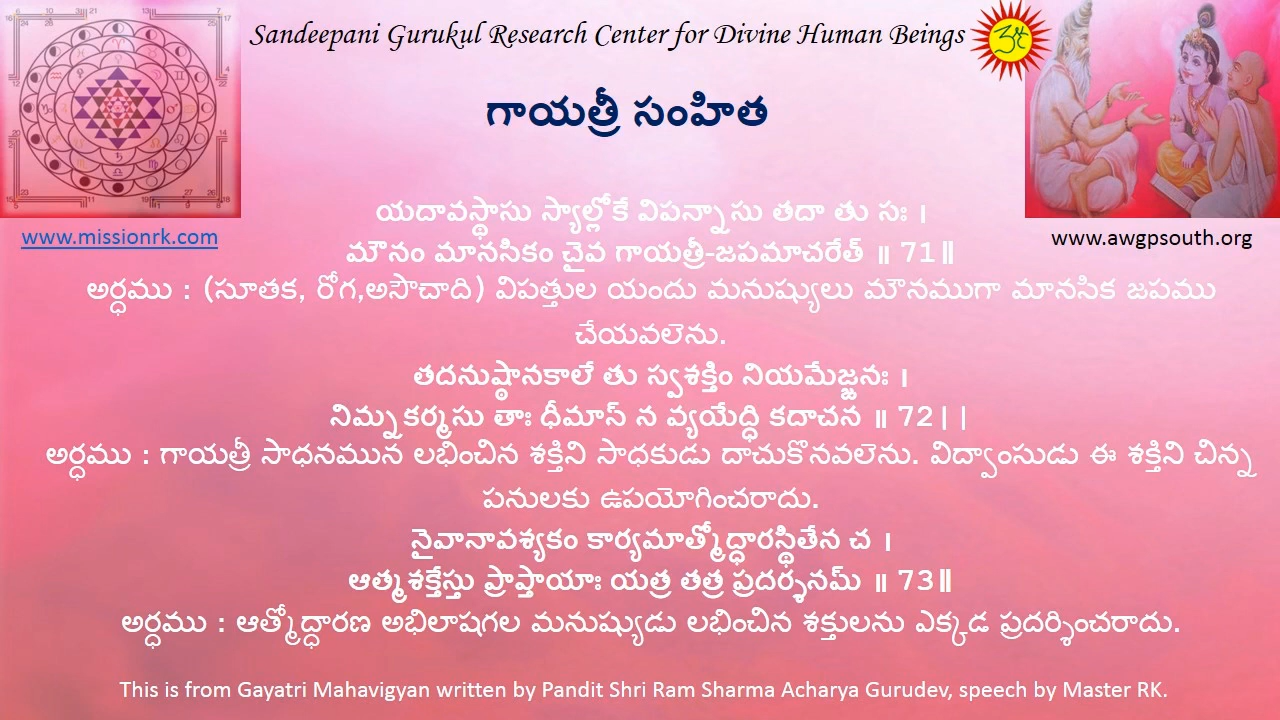 Sandeepani Gurukul Research Center for Divine Human Beings
గాయత్రీ సంహిత
www.missionrk.com
www.awgpsouth.org
యదావస్థాసు స్యాల్లోకే విపన్నాసు తదా తు సః ।
మౌనం మానసికం చైవ గాయత్రీ-జపమాచరేత్ ॥ 71॥
అర్ధము : (సూతక, రోగ,అసౌచాది) విపత్తుల యందు మనుష్యులు మౌనముగా మానసిక జపము
చేయవలెను.
తదనుష్ఠానకాలే తు స్వశక్తిం నియమేజ్జనః ।
నిమ్నకర్మసు తాః ధీమాస్ న వ్యయేద్ధి కదాచన ॥ 72||
అర్ధము : గాయత్రీ సాధనమున లభించిన శక్తిని సాధకుడు దాచుకొనవలెను. విద్వాంసుడు ఈ శక్తిని చిన్న
పనులకు ఉపయోగించరాదు.
నైవానావశ్యకం కార్యమాత్మోద్ధారస్థితేన చ ।
ఆత్మశక్తేస్తు ప్రాప్తాయాః యత్ర తత్ర ప్రదర్శనమ్ ॥ 73॥
అర్ధము : ఆత్మోద్ధారణ అభిలాషగల మనుష్యుడు లభించిన శక్తులను ఎక్కడ ప్రదర్శించరాదు.
This is from Gayatri Mahavigyan written by Pandit Shri Ram Sharma Acharya Gurudev, speech by Master RK.